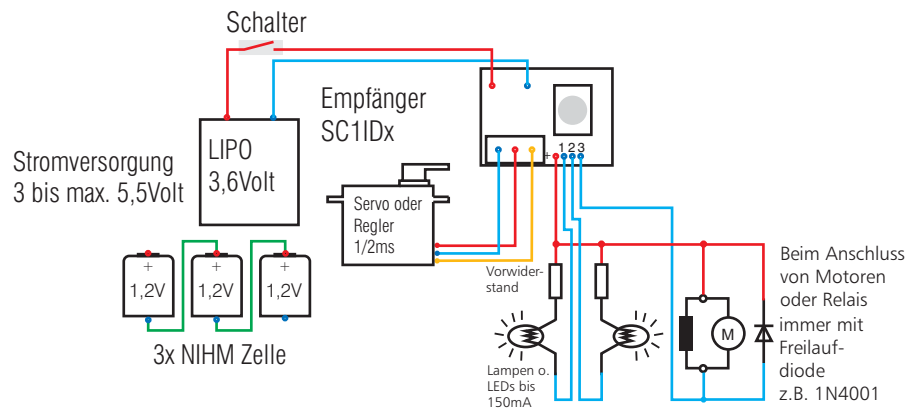 Schalter
Empfänger
SC1IDx
Stromversorgung
3 bis max. 5,5Volt
LIPO
3,6Volt
+ 1 2 3
Servo oder
Regler
1/2ms
+
1,2V
+
1,2V
+
1,2V
3x NIHM Zelle
Vorwider-
stand
Lampen o.
LEDs bis
150mA
M
Beim Anschluss
von Motoren
oder Relais
immer mit
Freilauf-
diode
z.B. 1N4001